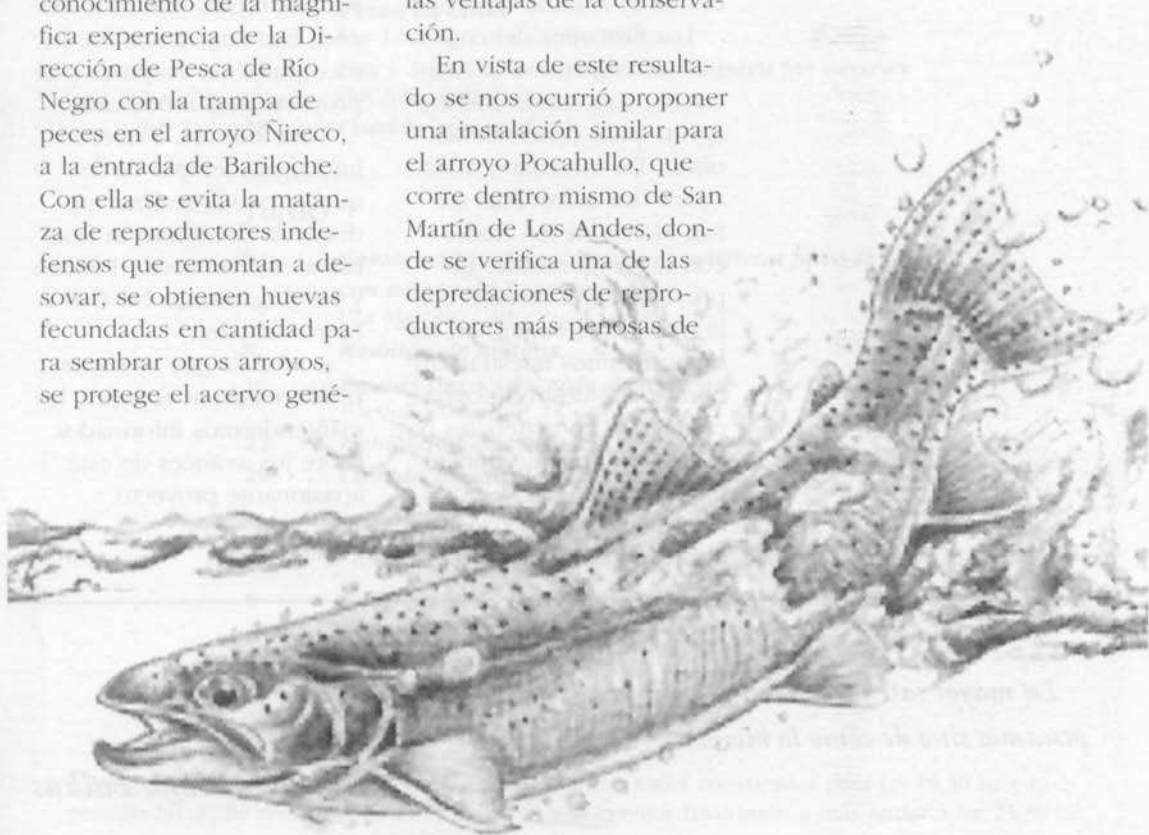 conocimiento de la magní-
fica experiencia de la Di-
rección de Pesca de Río
Negro con la trampa de
peces en el arroyo Ñireco,
a la entrada de Bariloche.
Con ella se evita la matan-
za de reproductores inde-
fensos que remontan a de-
sovar, se obtienen huevas
fecundadas en cantidad pa-
ra sembrar otros arroyos,
se protege el acervo gené-
las ventajas de la conserva-
ción.
En vista de este resulta-
do se nos ocurrió proponer
una instalación similar para
el arroyo Pocahullo, que
corre dentro mismo de San
Martín de Los Andes, don-
de se verifica una de las
depredaciones de repro-
ductores más penosas de